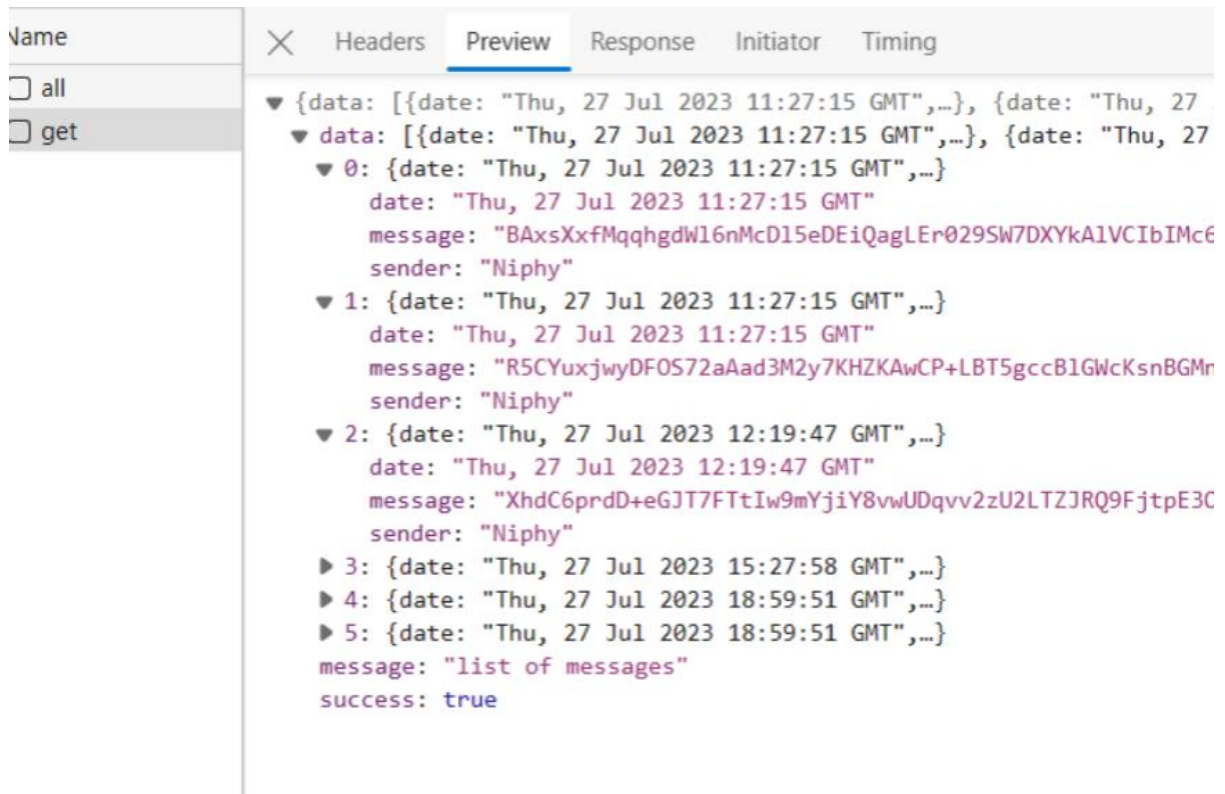 Name
all
get
Headers Preview Response Initiator Timing
{data: [{date: "Thu, 27 Jul 2023 11:27:15 GMT",…}, {date: "Thu, 27
data: [{date: "Thu, 27 Jul 2023 11:27:15 GMT",…}, {date: "Thu, 27
0: {date: "Thu, 27 Jul 2023 11:27:15 GMT",…}
date: "Thu, 27 Jul 2023 11:27:15 GMT"
message: "BAxsXxfMqqhgdWl6nMcDl5eDEiQagLEr029SW7DXYkAlVCIbIMc6
sender: "Niphy"
1: {date: "Thu, 27 Jul 2023 11:27:15 GMT",…}
date: "Thu, 27 Jul 2023 11:27:15 GMT"
message: "R5CYuxjwyDFOS72aAad3M2y7KHZKAwCP+LBT5gccBlGWcKsnBGMn
sender: "Niphy"
2: {date: "Thu, 27 Jul 2023 12:19:47 GMT",…}
date: "Thu, 27 Jul 2023 12:19:47 GMT"
message: "XhdC6prdD+eGJT7FTtIw9mYjiY8vwUDqvv2zU2LTZJRQ9FjtpE3O
sender: "Niphy"
3: {date: "Thu, 27 Jul 2023 15:27:58 GMT",…}
4: {date: "Thu, 27 Jul 2023 18:59:51 GMT",…}
5: {date: "Thu, 27 Jul 2023 18:59:51 GMT",…}
message: "list of messages"
success: true